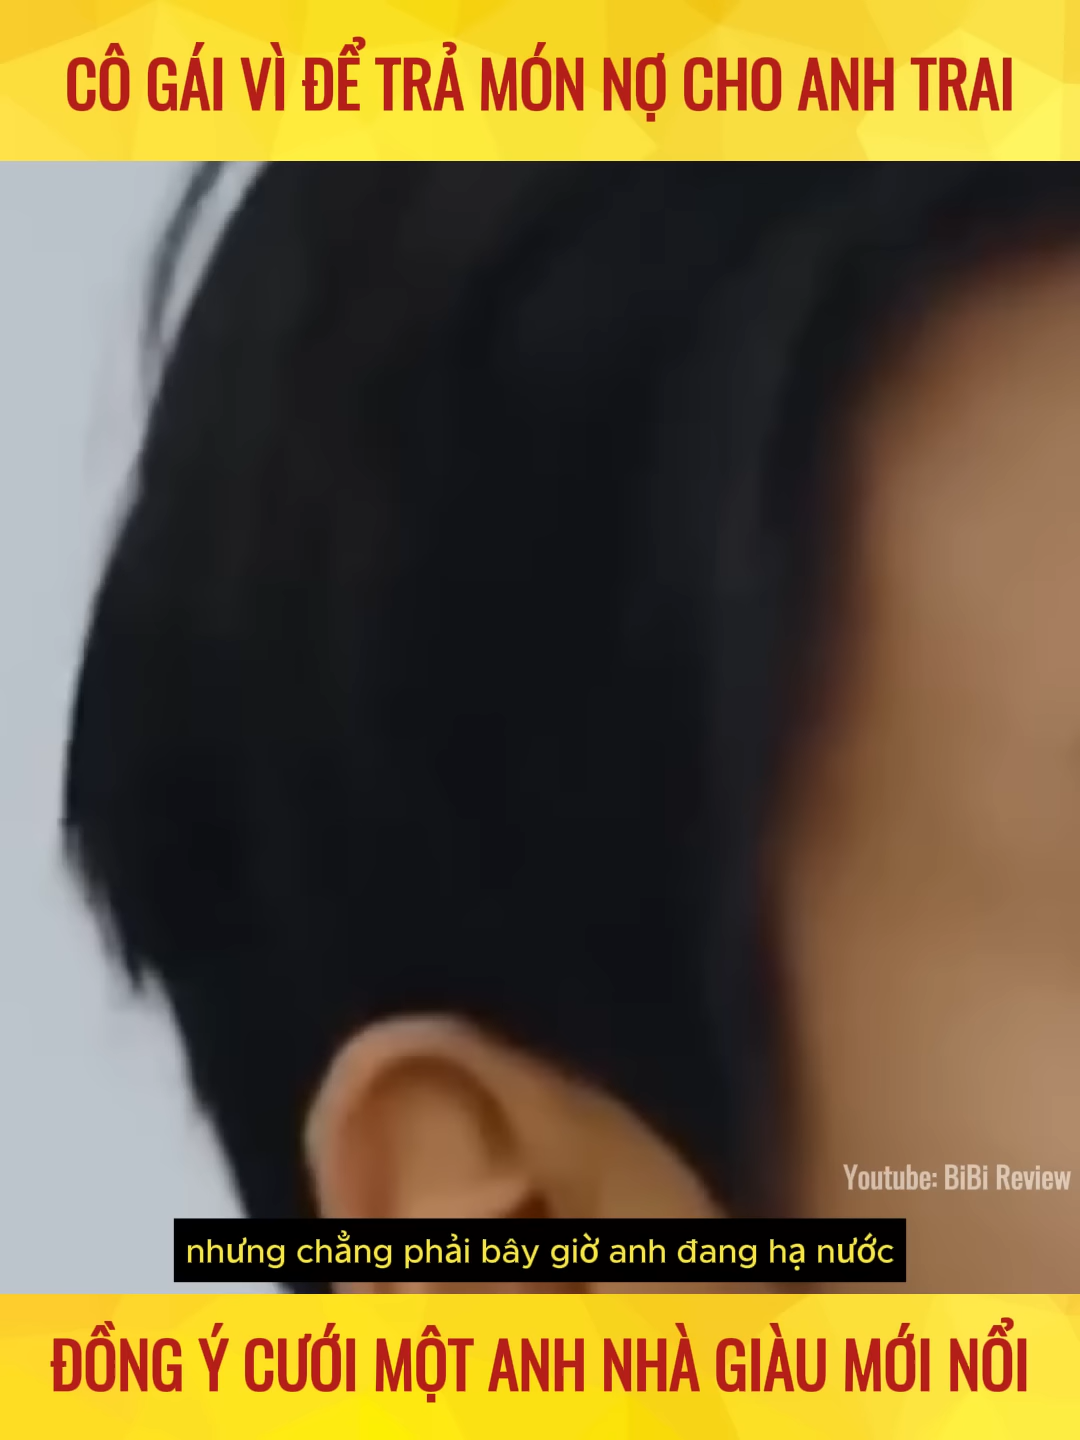 CÔ GÁI VÌ ĐỂ TRẢ MÓN NỢ CHO ANH TRAI
Youtube: BiBi Review
nhưng chẳng phải bây giờ anh đang hạ nước
ĐỒNG Ý CƯỚI MỘT ANH NHÀ GIÀU MỚI NỔI